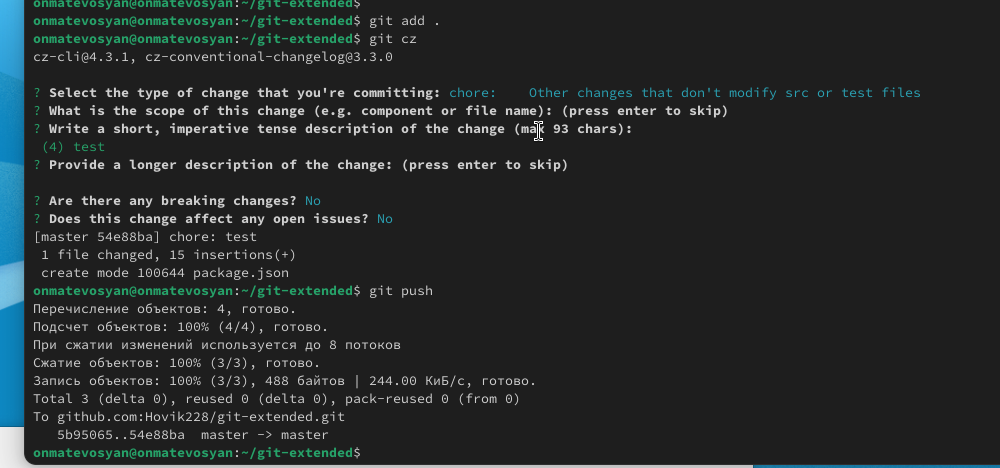 onmatevosyan@onmatevosyan:~/git-extended$
onmatevosyan@onmatevosyan:~/git-extended$ git add .
onmatevosyan@onmatevosyan:~/git-extended$ git cz
cz-cli@4.3.1, cz-conventional-changelog@3.3.0
? Select the type of change that you're committing: chore:    Other changes that don't modify src or test files
? What is the scope of this change (e.g. component or file name): (press enter to skip)
? Write a short, imperative tense description of the change (max 93 chars):
(4) test
? Provide a longer description of the change: (press enter to skip)
? Are there any breaking changes? No
? Does this change affect any open issues? No
[master 54e88ba] chore: test
1 file changed, 15 insertions(+)
create mode 100644 package.json
onmatevosyan@onmatevosyan:~/git-extended$ git push
Перечисление объектов: 4, готово.
Подсчет объектов: 100% (4/4), готово.
При сжатии изменений используется до 8 потоков
Сжатие объектов: 100% (3/3), готово.
Запись объектов: 100% (3/3), 488 байтов | 244.00 КиБ/с, готово.
Total 3 (delta 0), reused 0 (delta 0), pack-reused 0 (from 0)
To github.com:Hovik228/git-extended.git
5b95065..54e88ba  master -> master
onmatevosyan@onmatevosyan:~/git-extended$